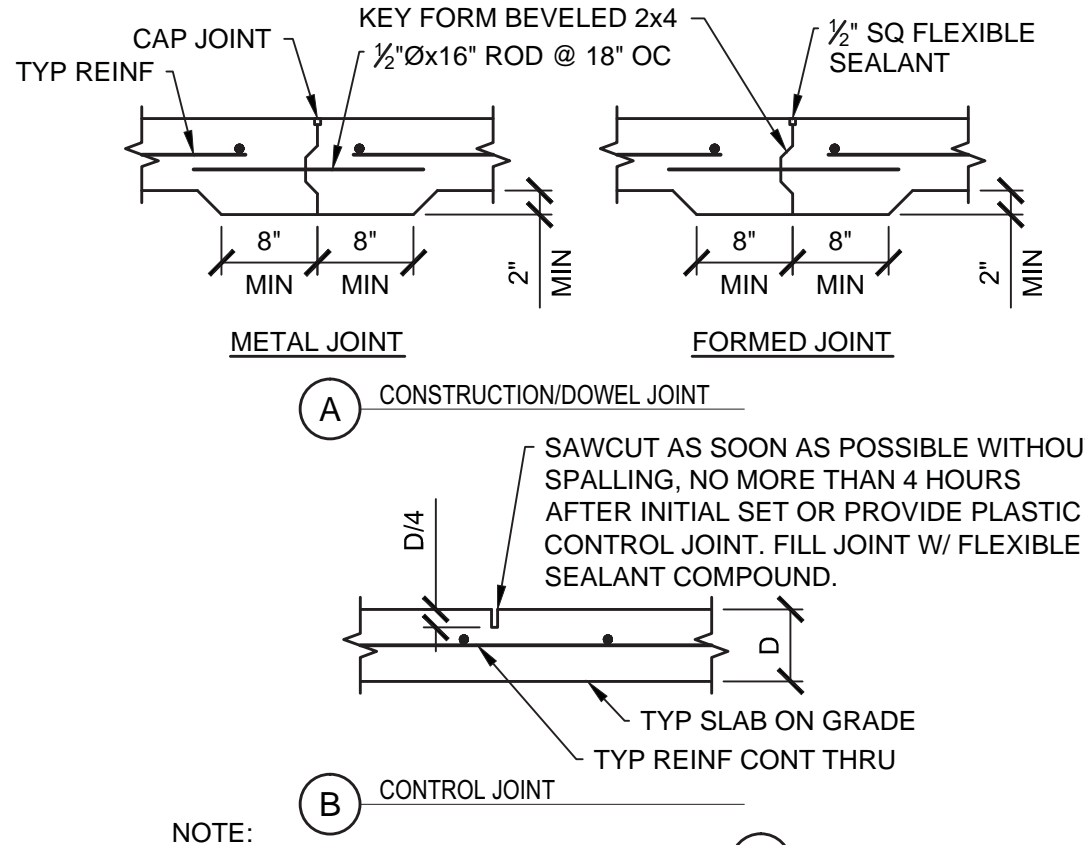 KEY FORM BEVELED 2x4
CAP JOINT
½"Øx16" ROD @ 18" OC
½" SQ FLEXIBLE
SEALANT
TYP REINF
8"
8"
MIN
MIN
2"
MIN
8"
8"
MIN
MIN
2"
MIN
METAL JOINT
FORMED JOINT
A
CONSTRUCTION/DOWEL JOINT
SAWCUT AS SOON AS POSSIBLE WITHOU
SPALLING, NO MORE THAN 4 HOURS
AFTER INITIAL SET OR PROVIDE PLASTIC
CONTROL JOINT. FILL JOINT W/ FLEXIBLE
SEALANT COMPOUND.
D/4
D
TYP SLAB ON GRADE
TYP REINF CONT THRU
B
CONTROL JOINT
NOTE: